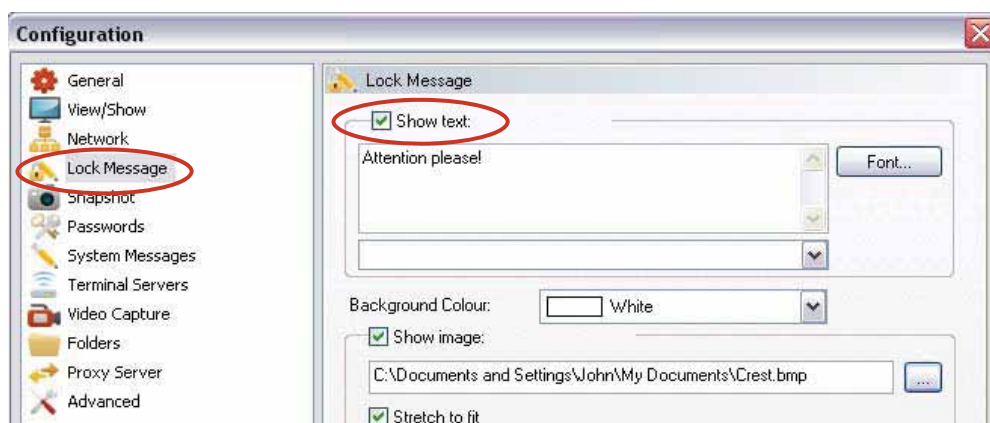 Configuration
General
View/Show
Network
Lock Message
Snapshot
Passwords
System Messages
Terminal Servers
Video Capture
Folders
Proxy Server
Advanced
Lock Message
Show text:
Attention please!
Font...
Background Colour:
White
Show image:
C:\Documents and Settings\John\My Documents\Crest.bmp
...
Stretch to fit